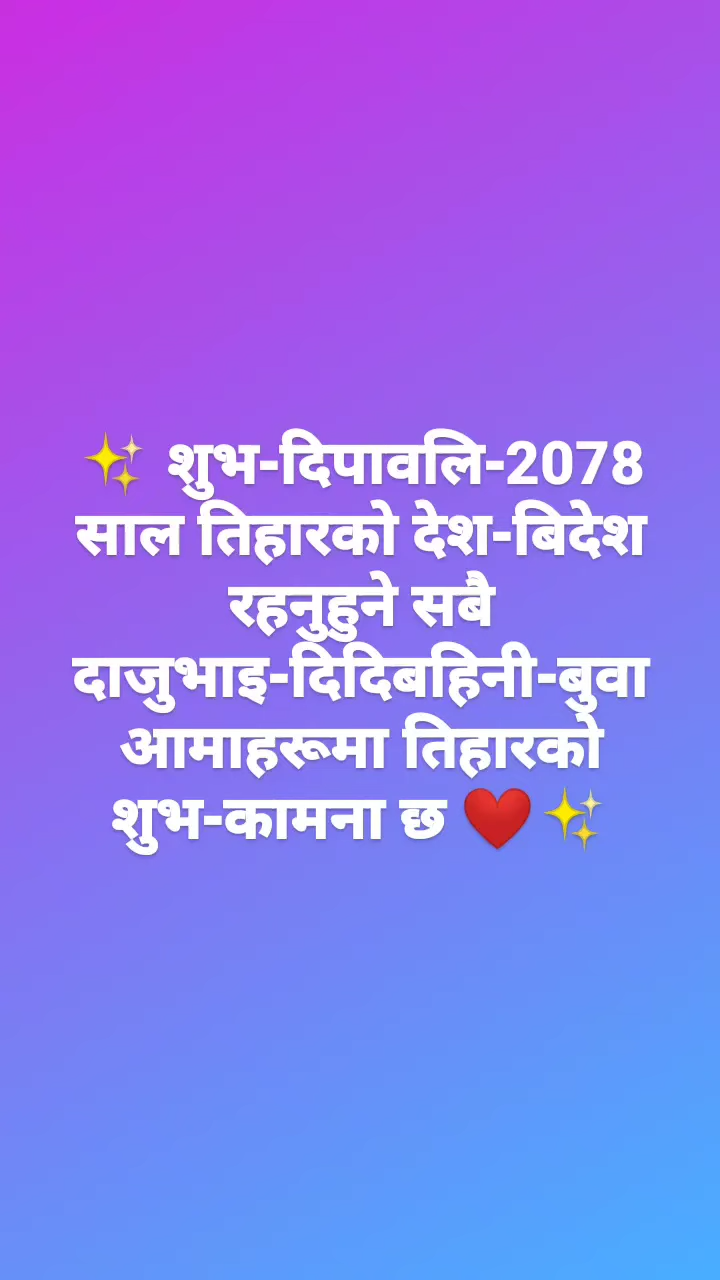 ✨ शुभ-दिपावलि-2078
साल तिहारको देश-बिदेश
रहनुहुने सबै
दाजुभाइ-दिदिबहिनी-बुवा
आमाहरूमा तिहारको
शुभ-कामना छ ❤️✨